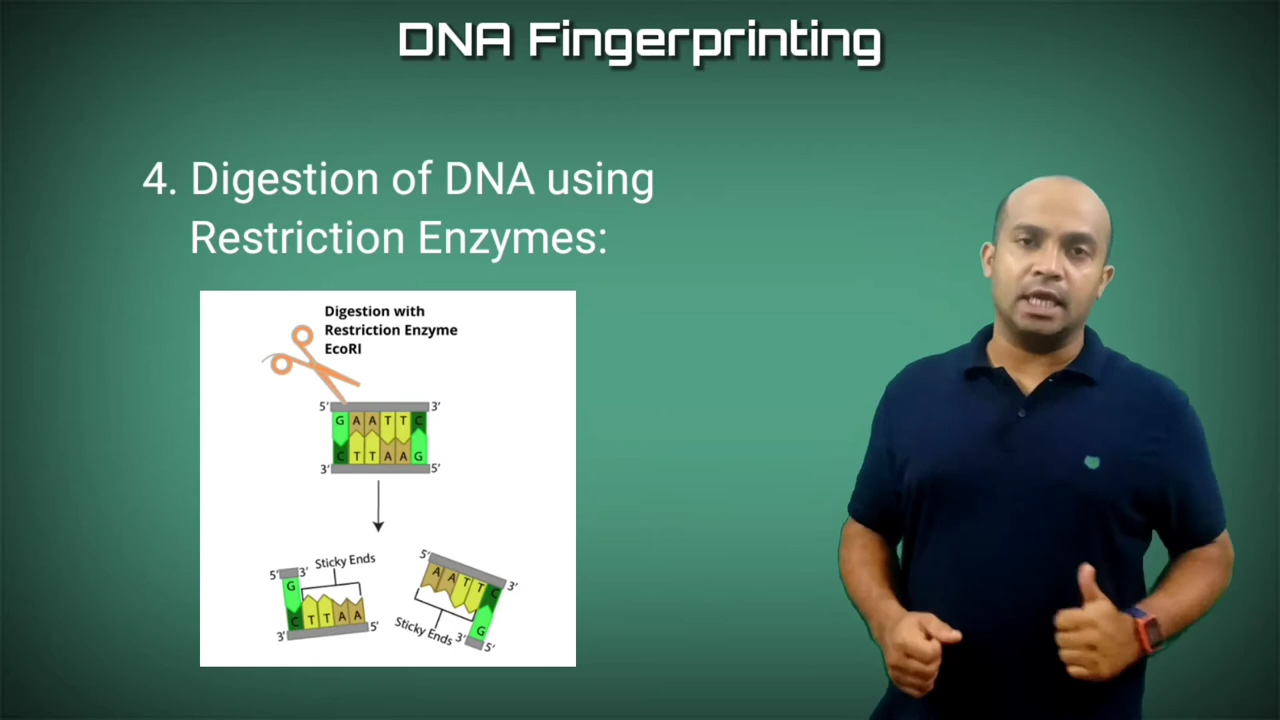 DNA Fingerprinting
4. Digestion of DNA using
Restriction Enzymes:
Digestion with
Restriction Enzyme
EcoRI
5' 3'
G A A T T C
C T T A A G
3' 5'
5' 3' Sticky Ends
G
C T T A A
3' 5'
5' A A T T C 3'
Sticky Ends 3' G 5'